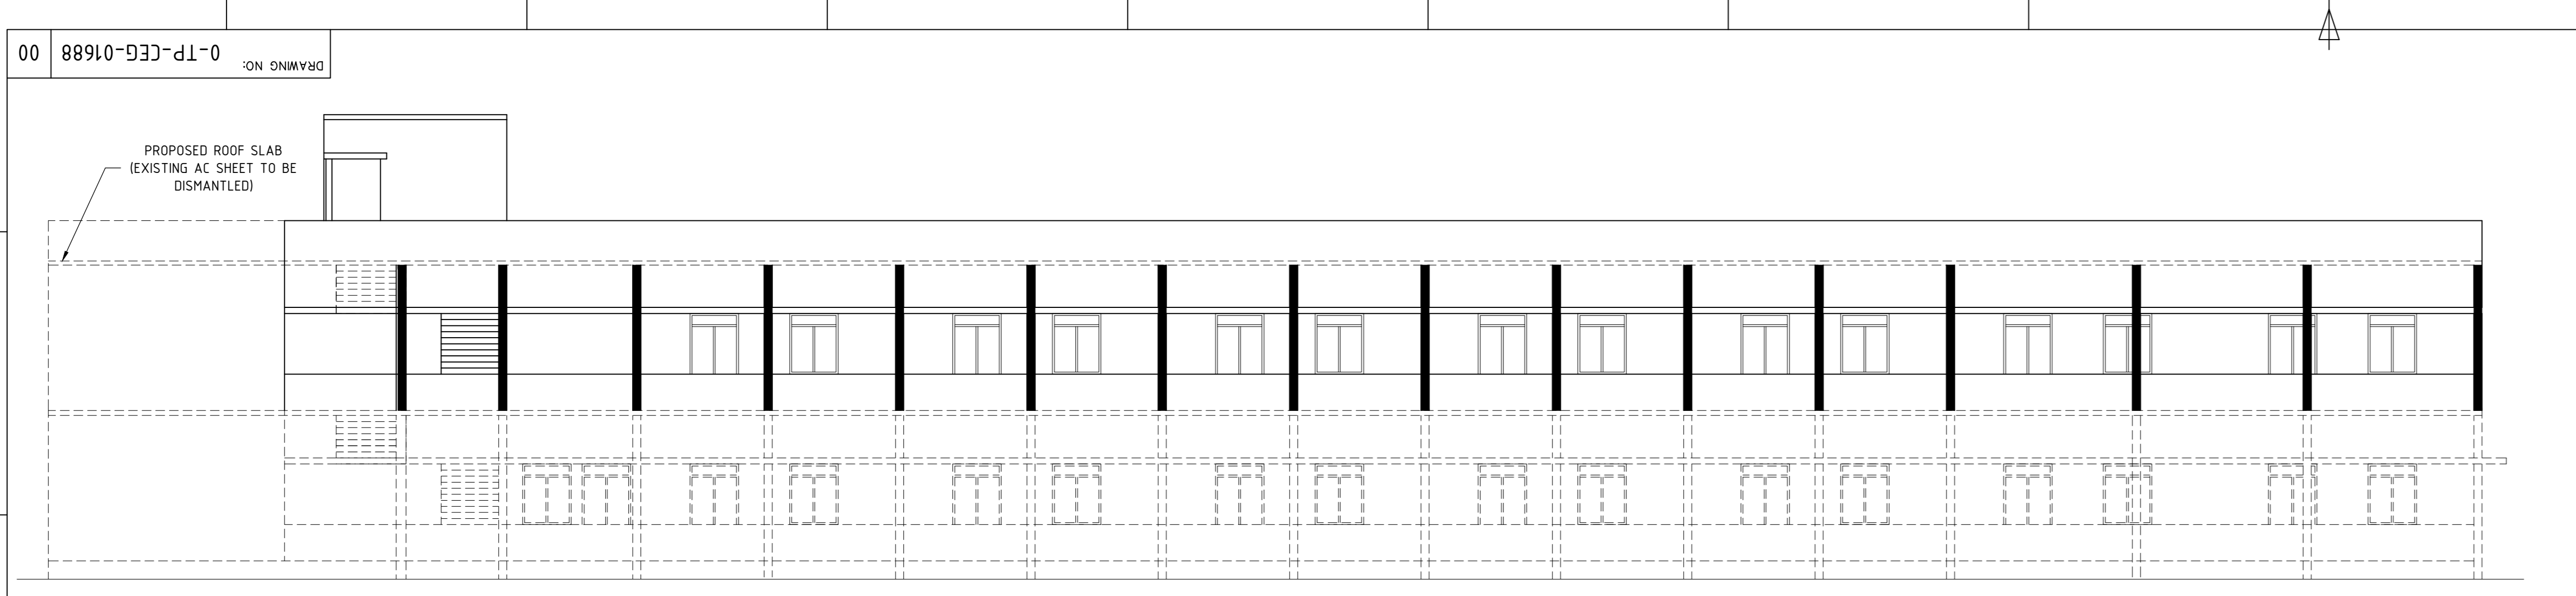 DRAWING NO: 0-TP-CEG-01688 00
PROPOSED ROOF SLAB
(EXISTING AC SHEET TO BE
DISMANTLED)